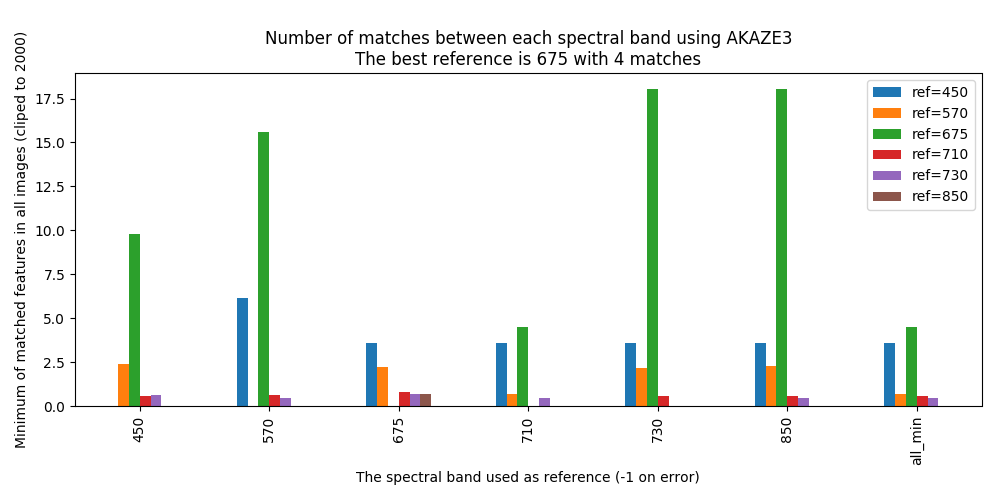 Number of matches between each spectral band using AKAZE3
The best reference is 675 with 4 matches
Minimum of matched features in all images (cliped to 2000)
17.5
15.0
12.5
10.0
7.5
5.0
2.5
0.0
ref=450
ref=570
ref=675
ref=710
ref=730
ref=850
450
570
675
710
730
850
all_min
The spectral band used as reference (-1 on error)